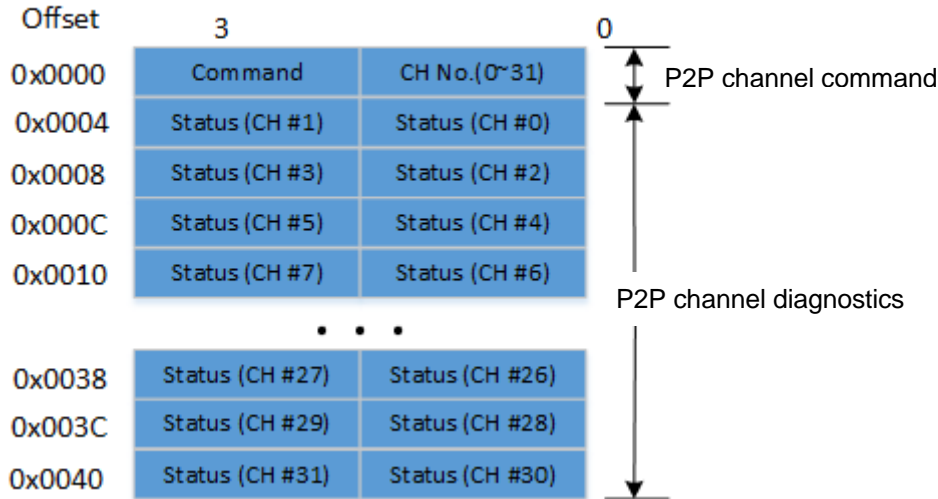 Offset
3 0
0x0000 Command CH No.(0~31) P2P channel command
0x0004 Status (CH #1) Status (CH #0)
0x0008 Status (CH #3) Status (CH #2)
0x000C Status (CH #5) Status (CH #4)
0x0010 Status (CH #7) Status (CH #6)
P2P channel diagnostics
• • •
0x0038 Status (CH #27) Status (CH #26)
0x003C Status (CH #29) Status (CH #28)
0x0040 Status (CH #31) Status (CH #30)